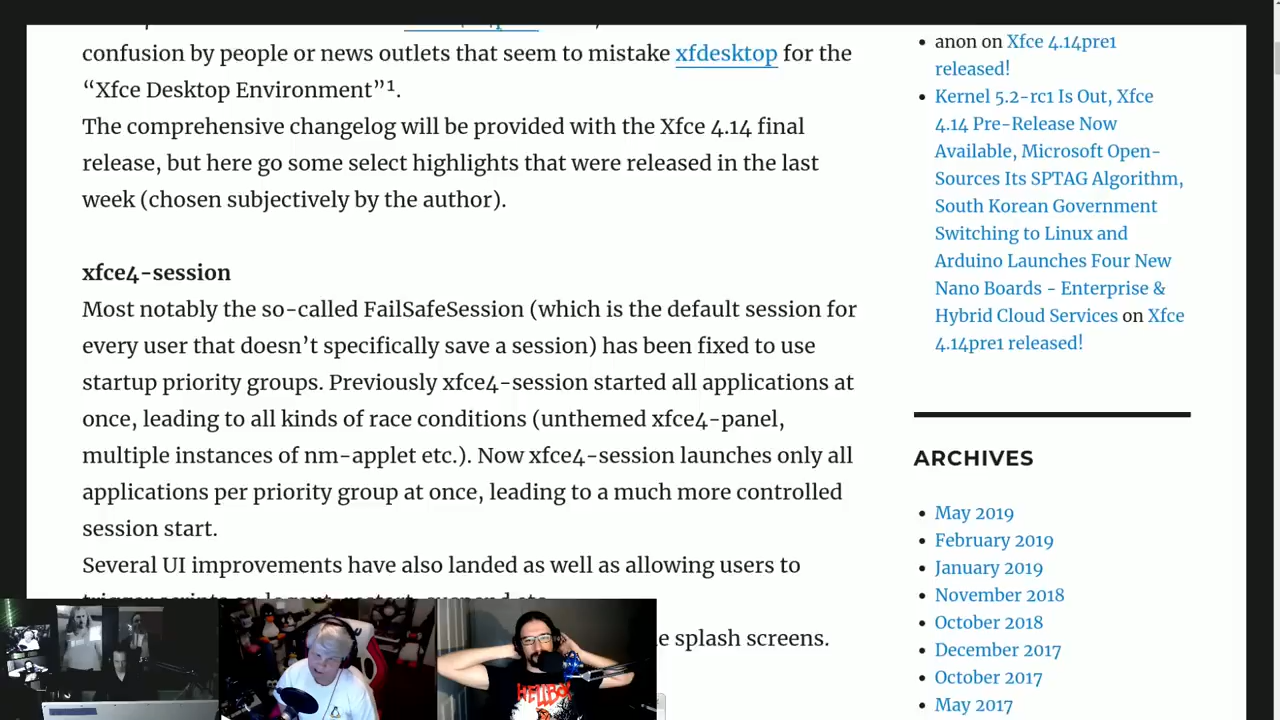 confusion by people or news outlets that seem to mistake xfdesktop for the
“Xfce Desktop Environment”¹.
The comprehensive changelog will be provided with the Xfce 4.14 final
release, but here go some select highlights that were released in the last
week (chosen subjectively by the author).
xfce4-session
Most notably the so-called FailSafeSession (which is the default session for
every user that doesn’t specifically save a session) has been fixed to use
startup priority groups. Previously xfce4-session started all applications at
once, leading to all kinds of race conditions (unthemed xfce4-panel,
multiple instances of nm-applet etc.). Now xfce4-session launches only all
applications per priority group at once, leading to a much more controlled
session start.
Several UI improvements have also landed as well as allowing users to
splash screens.
anon on Xfce 4.14pre1
released!
Kernel 5.2-rc1 Is Out, Xfce
4.14 Pre-Release Now
Available, Microsoft Open-
Sources Its SPTAG Algorithm,
South Korean Government
Switching to Linux and
Arduino Launches Four New
Nano Boards - Enterprise &
Hybrid Cloud Services on Xfce
4.14pre1 released!
ARCHIVES
May 2019
February 2019
January 2019
November 2018
October 2018
December 2017
October 2017
May 2017
HELLBOY